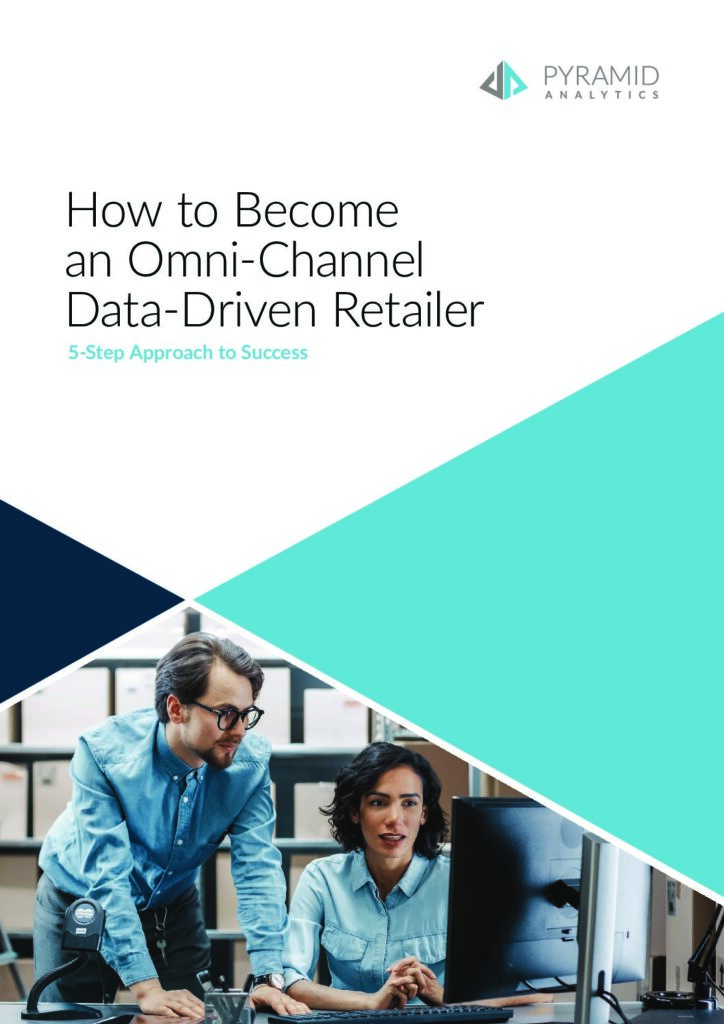 PYRAMID
ANALYTICS
How to Become
an Omni-Channel
Data-Driven Retailer
5-Step Approach to Success